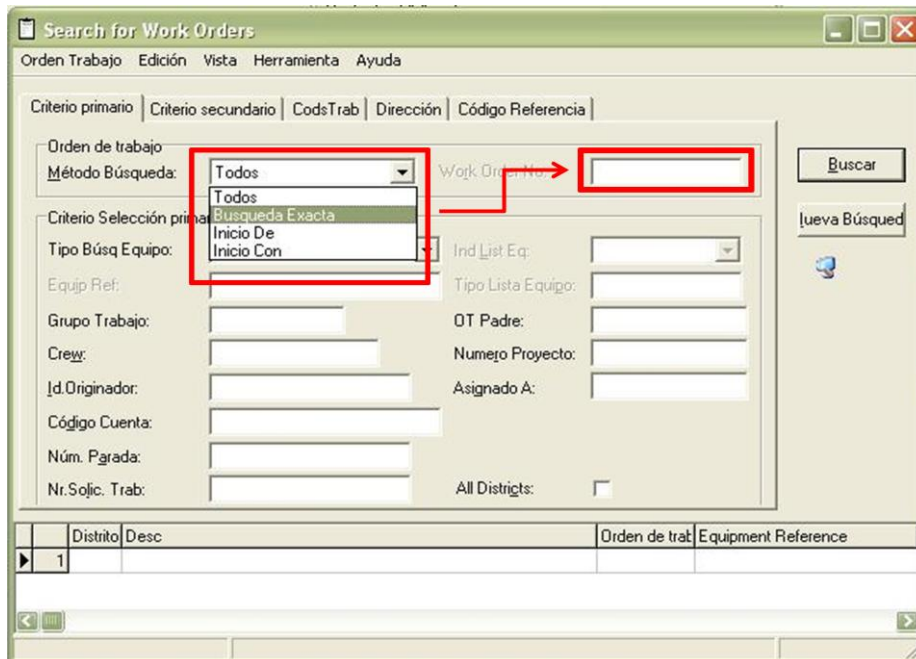 Search for Work Orders
Orden Trabajo Edición Vista Herramienta Ayuda
Criterio primario Criterio secundario CodsTrab Dirección Código Referencia
Orden de trabajo
Método Búsqueda: Todos Work Order No:
Buscar
Todos
Busqueda Exacta
Inicio De
Inicio Con
Criterio Selección prima
lueva Búsqued
Tipo Búsq Equipo: Ind List Eq:
Equip Ref: Tipo Lista Equipo:
Grupo Trabajo: OT Padre:
Crew: Numero Proyecto:
Id.Originador: Asignado A:
Código Cuenta:
Núm. Parada:
Nr.Solic. Trab: All Districts:
Distrito Desc Orden de trat Equipment Reference
1